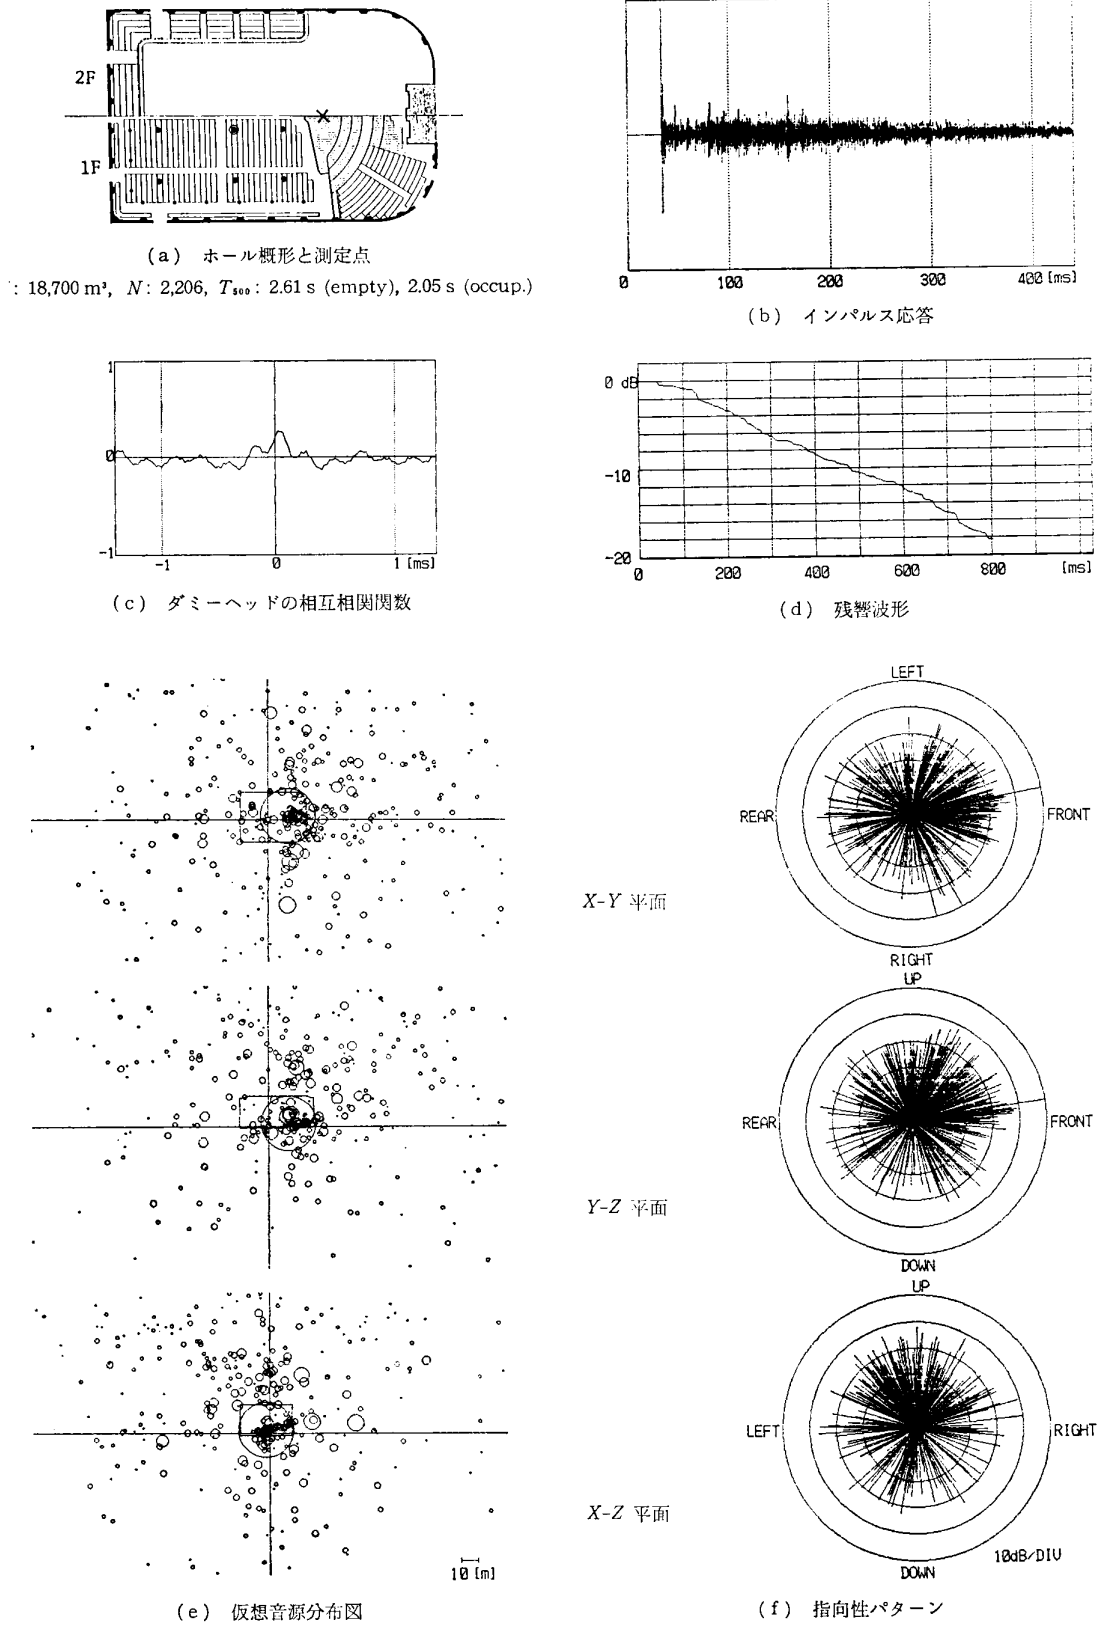 2F
1F
(a) ホール概形と測定点
: 18,700 m³, N: 2,206, T₅₀₀: 2.61 s (empty), 2.05 s (occup.)
0 100 200 300 400 [ms]
(b) インパルス応答
1
0
-1
-1 0 1 [ms]
(c) ダミーヘッドの相互相関関数
0 dB
-10
-20
0 200 400 600 800 [ms]
(d) 残響波形
10 [m]
(e) 仮想音源分布図
LEFT
REAR FRONT
X-Y 平面
RIGHT
UP
REAR FRONT
Y-Z 平面
DOWN
UP
LEFT RIGHT
X-Z 平面
10dB/DIV
DOWN
(f) 指向性パターン